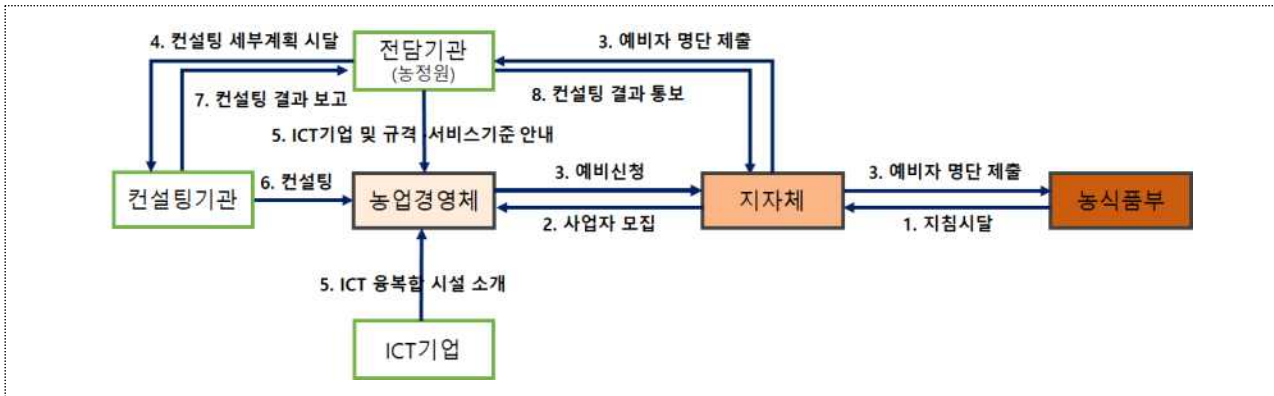 4. 컨설팅 세부계획 시달
전담기관
(농정원)
3. 예비자 명단 제출
7. 컨설팅 결과 보고
8. 컨설팅 결과 통보
5. ICT기업 및 규격 서비스기준 안내
컨설팅기관
6. 컨설팅
농업경영체
3. 예비신청
2. 사업자 모집
지자체
3. 예비자 명단 제출
1. 지침시달
농식품부
5. ICT 융복합 시설 소개
ICT기업